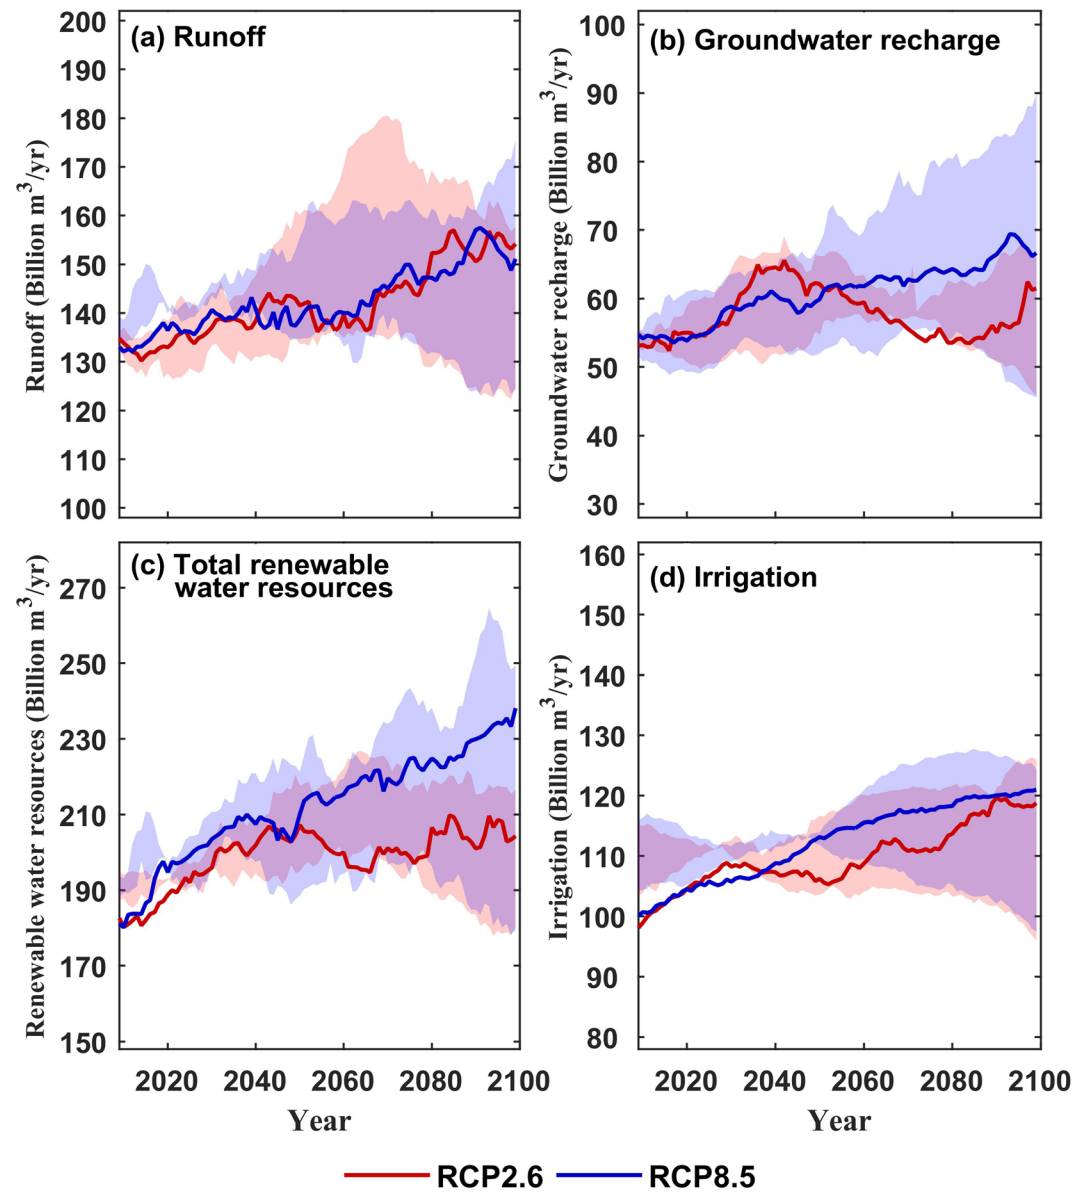 (a) Runoff
Runoff (Billion m³/yr)
200
190
180
170
160
150
140
130
120
110
100
(b) Groundwater recharge
Groundwater recharge (Billion m³/yr)
100
90
80
70
60
50
40
30
(c) Total renewable
water resources
Renewable water resources (Billion m³/yr)
270
250
230
210
190
170
150
2020 2040 2060 2080 2100
Year
(d) Irrigation
Irrigation (Billion m³/yr)
160
150
140
130
120
110
100
90
80
2020 2040 2060 2080 2100
Year
RCP2.6 RCP8.5